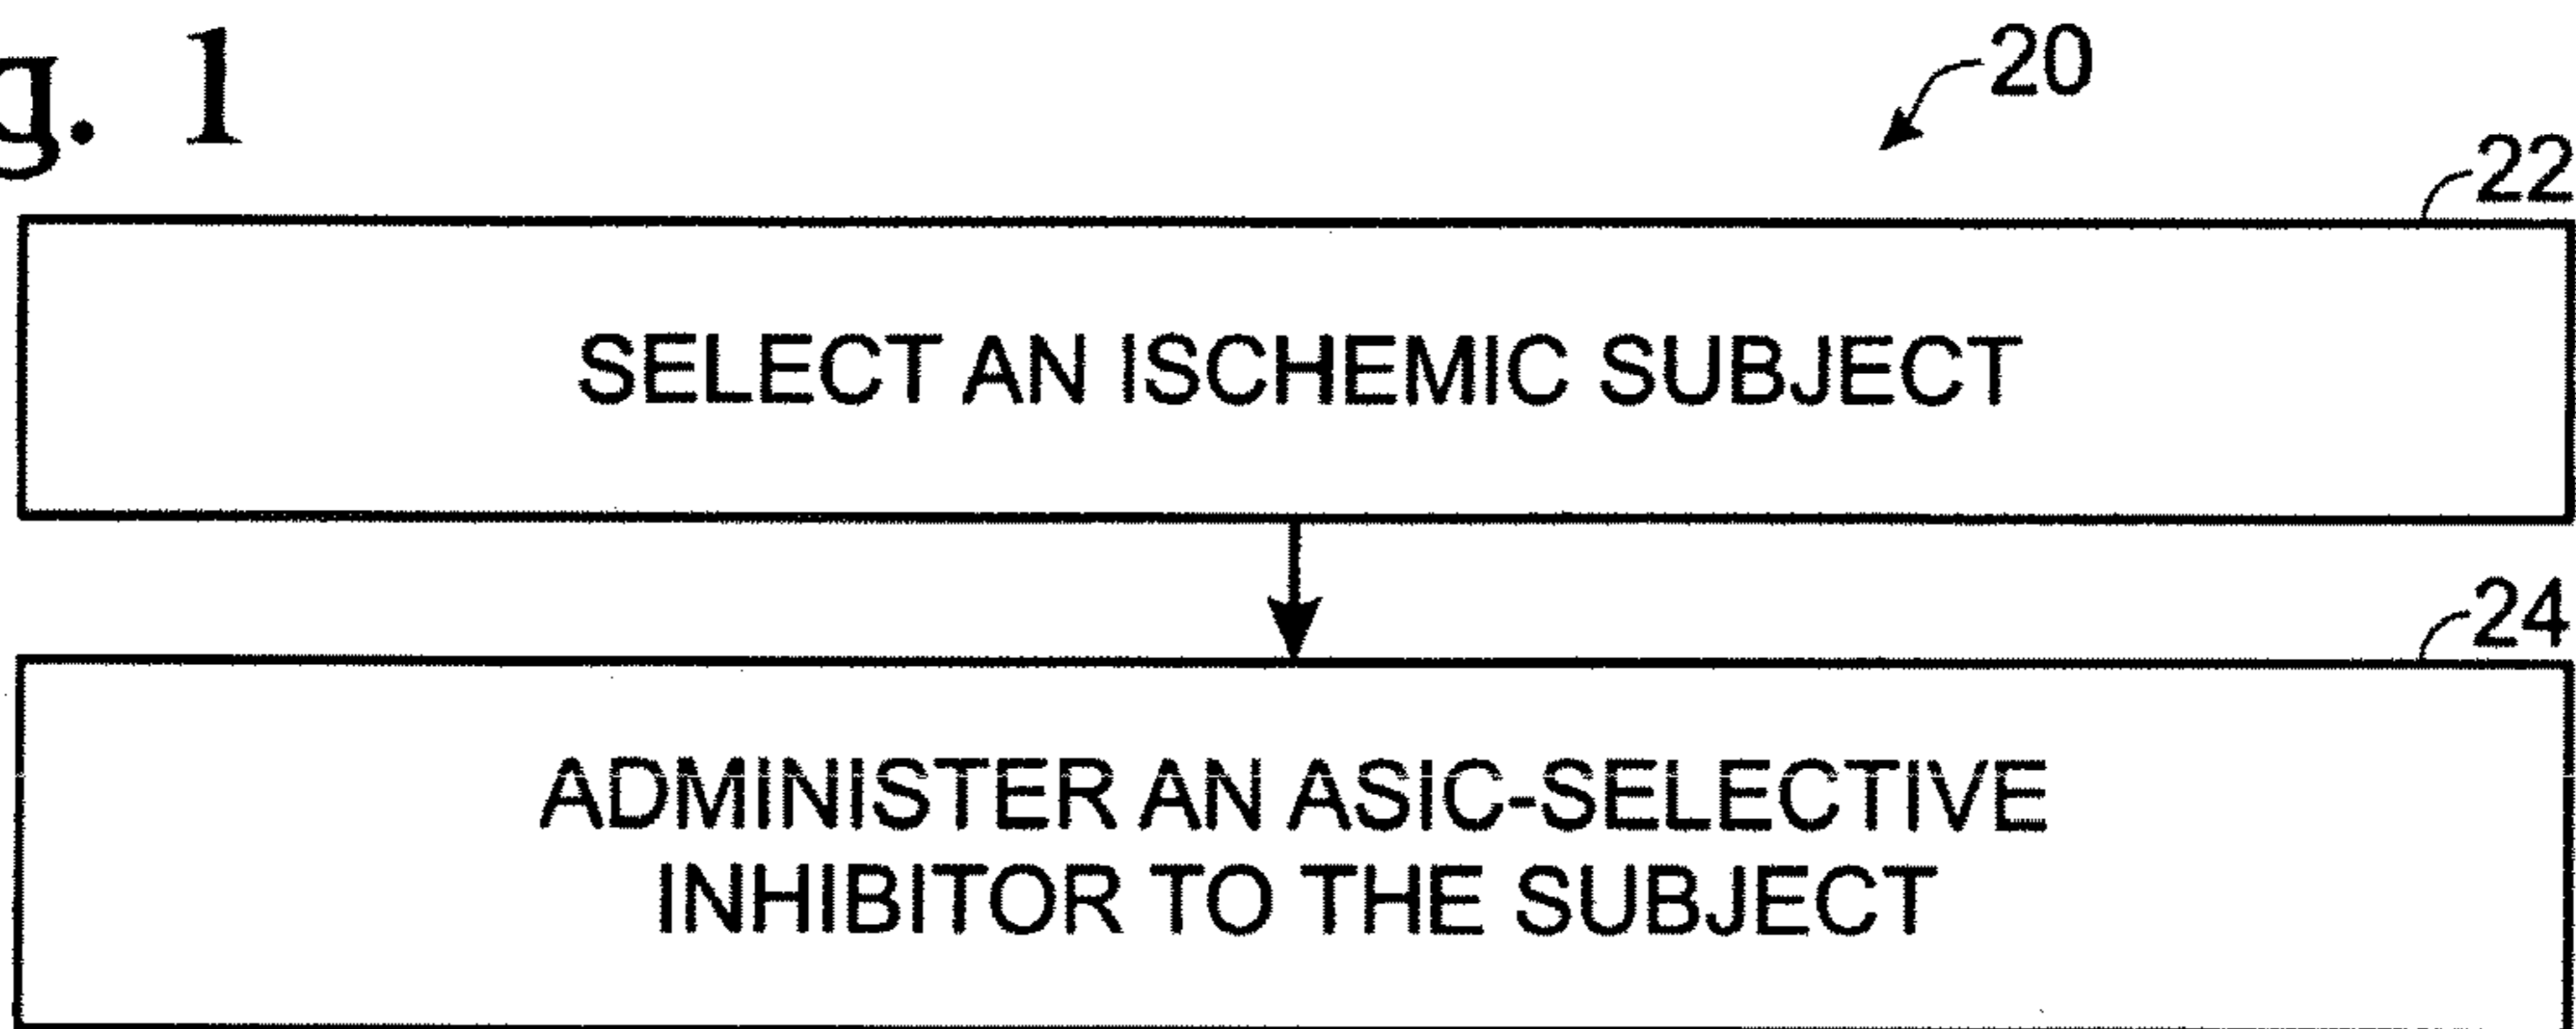 g. 1
20
22
SELECT AN ISCHEMIC SUBJECT
24
ADMINISTER AN ASIC-SELECTIVE
INHIBITOR TO THE SUBJECT